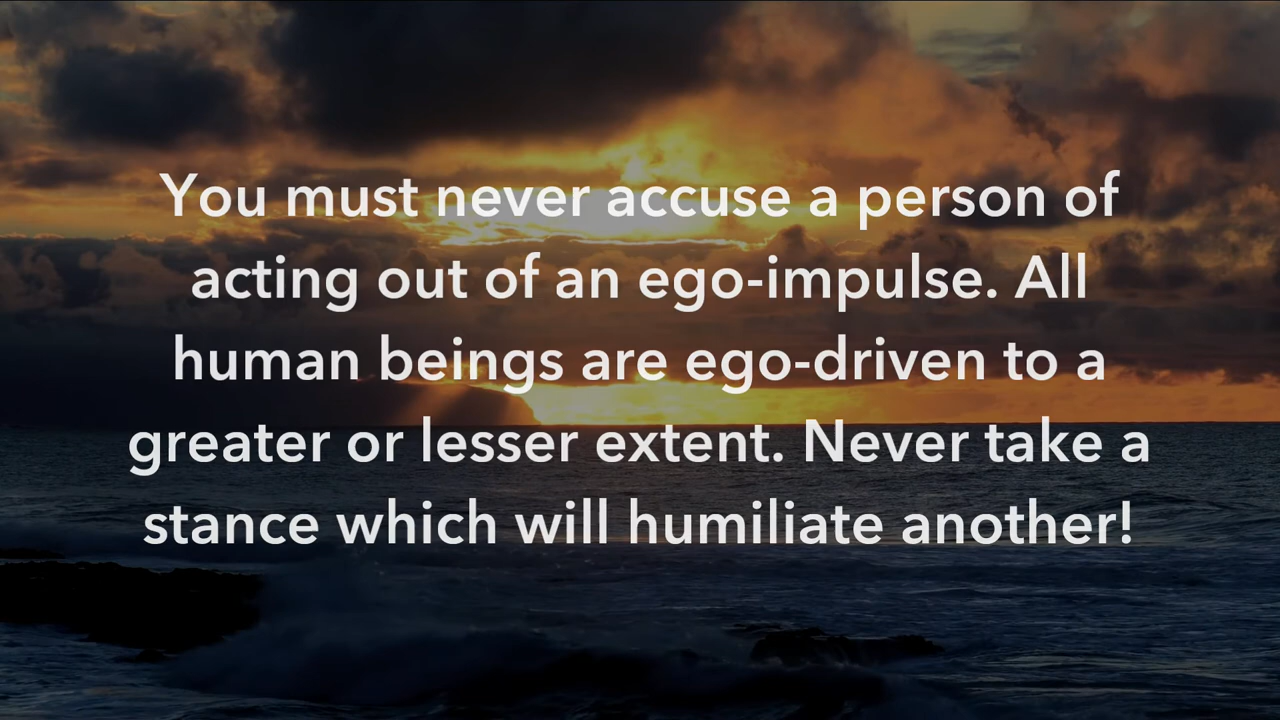 You must never accuse a person of
acting out of an ego-impulse. All
human beings are ego-driven to a
greater or lesser extent. Never take a
stance which will humiliate another!